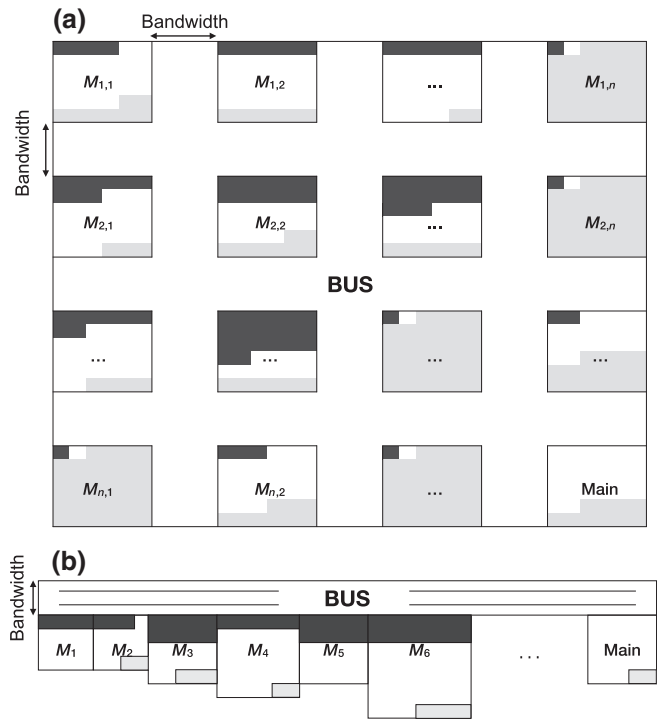 (a)
Bandwidth
M1,1 M1,2 ... M1,n
Bandwidth
M2,1 M2,2 ... M2,n
BUS
... ... ... ...
Mn,1 Mn,2 ... Main
(b)
Bandwidth
BUS
M1 M2 M3 M4 M5 M6 ... Main